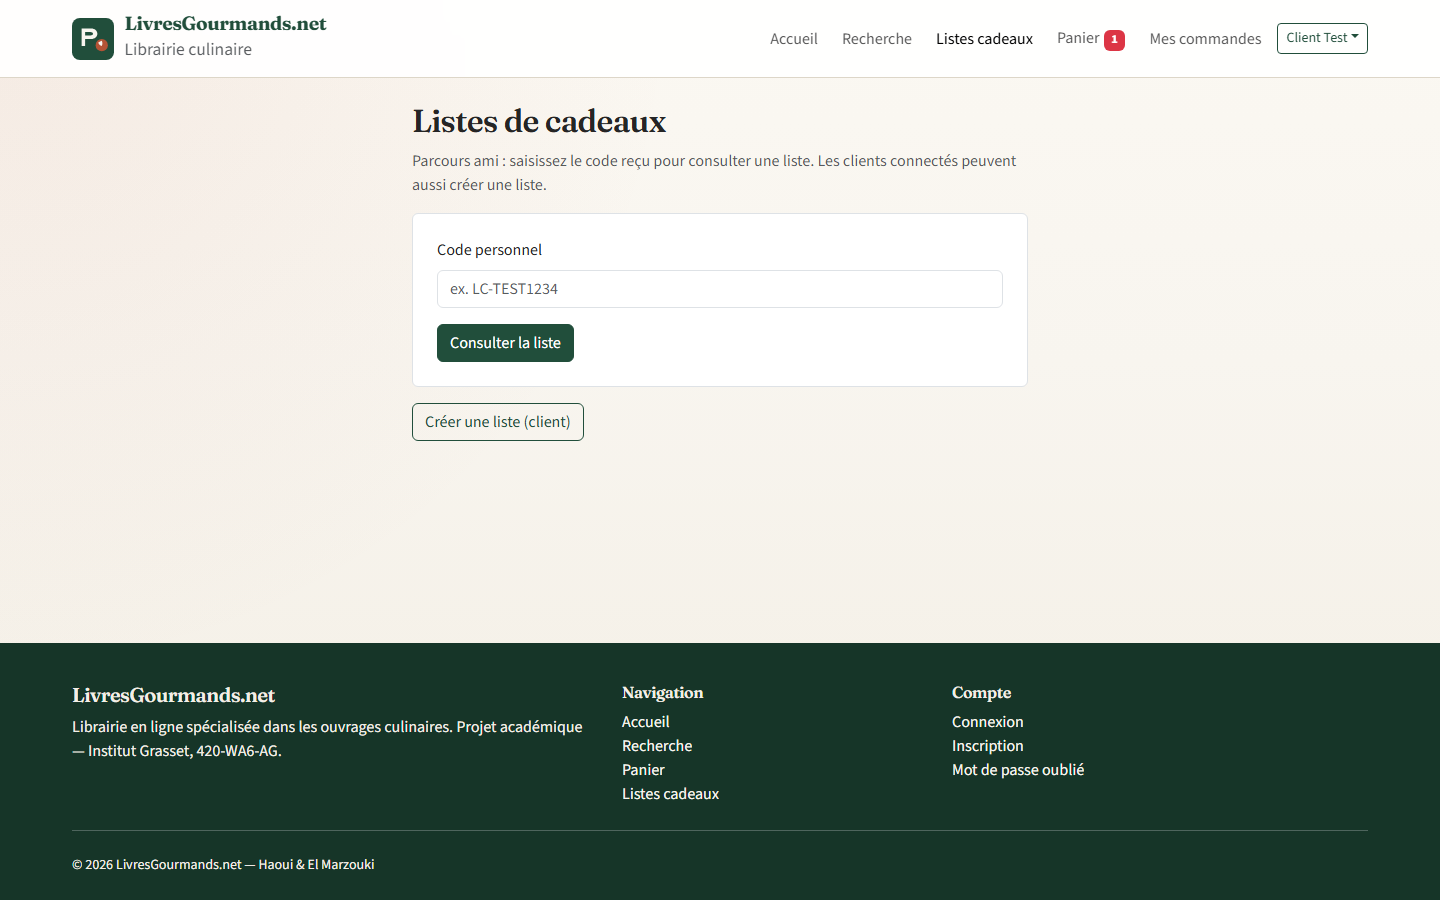 LivresGourmands.net
Librairie culinaire
Accueil
Recherche
Listes cadeaux
Panier 1
Mes commandes
Client Test
Listes de cadeaux
Parcours ami : saisissez le code reçu pour consulter une liste. Les clients connectés peuvent
aussi créer une liste.
Code personnel
ex. LC-TEST1234
Consulter la liste
Créer une liste (client)
LivresGourmands.net
Librairie en ligne spécialisée dans les ouvrages culinaires. Projet académique
— Institut Grasset, 420-WA6-AG.
Navigation
Accueil
Recherche
Panier
Listes cadeaux
Compte
Connexion
Inscription
Mot de passe oublié
© 2026 LivresGourmands.net — Haoui & El Marzouki